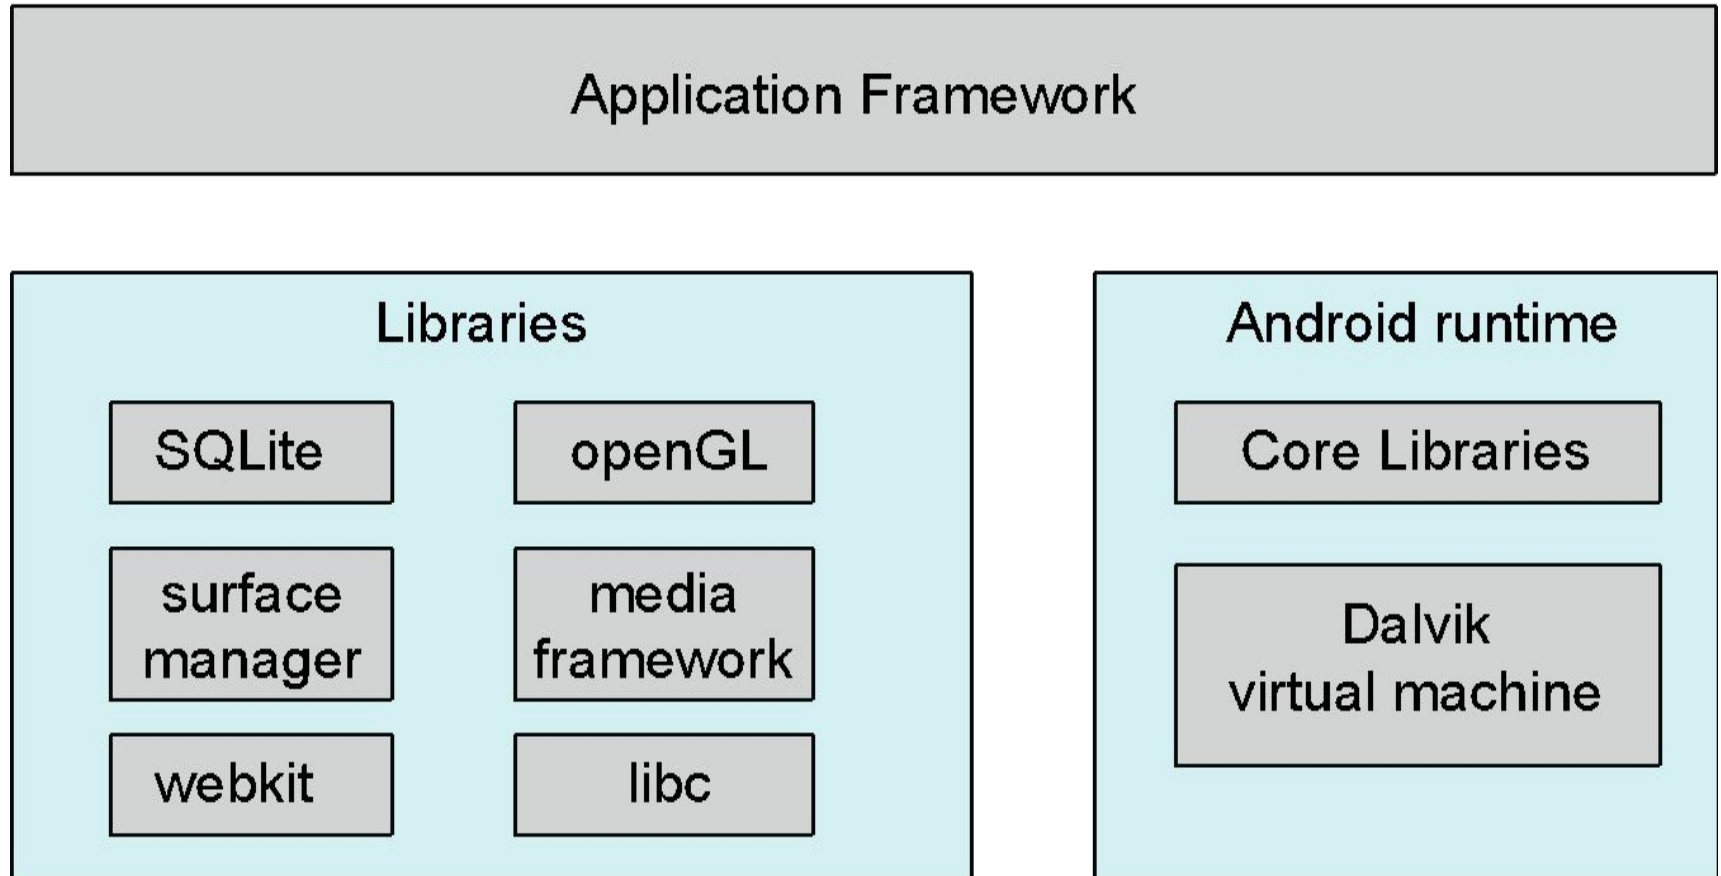 Application Framework
Libraries
SQLite
openGL
surface
manager
media
framework
webkit
libc
Android runtime
Core Libraries
Dalvik
virtual machine